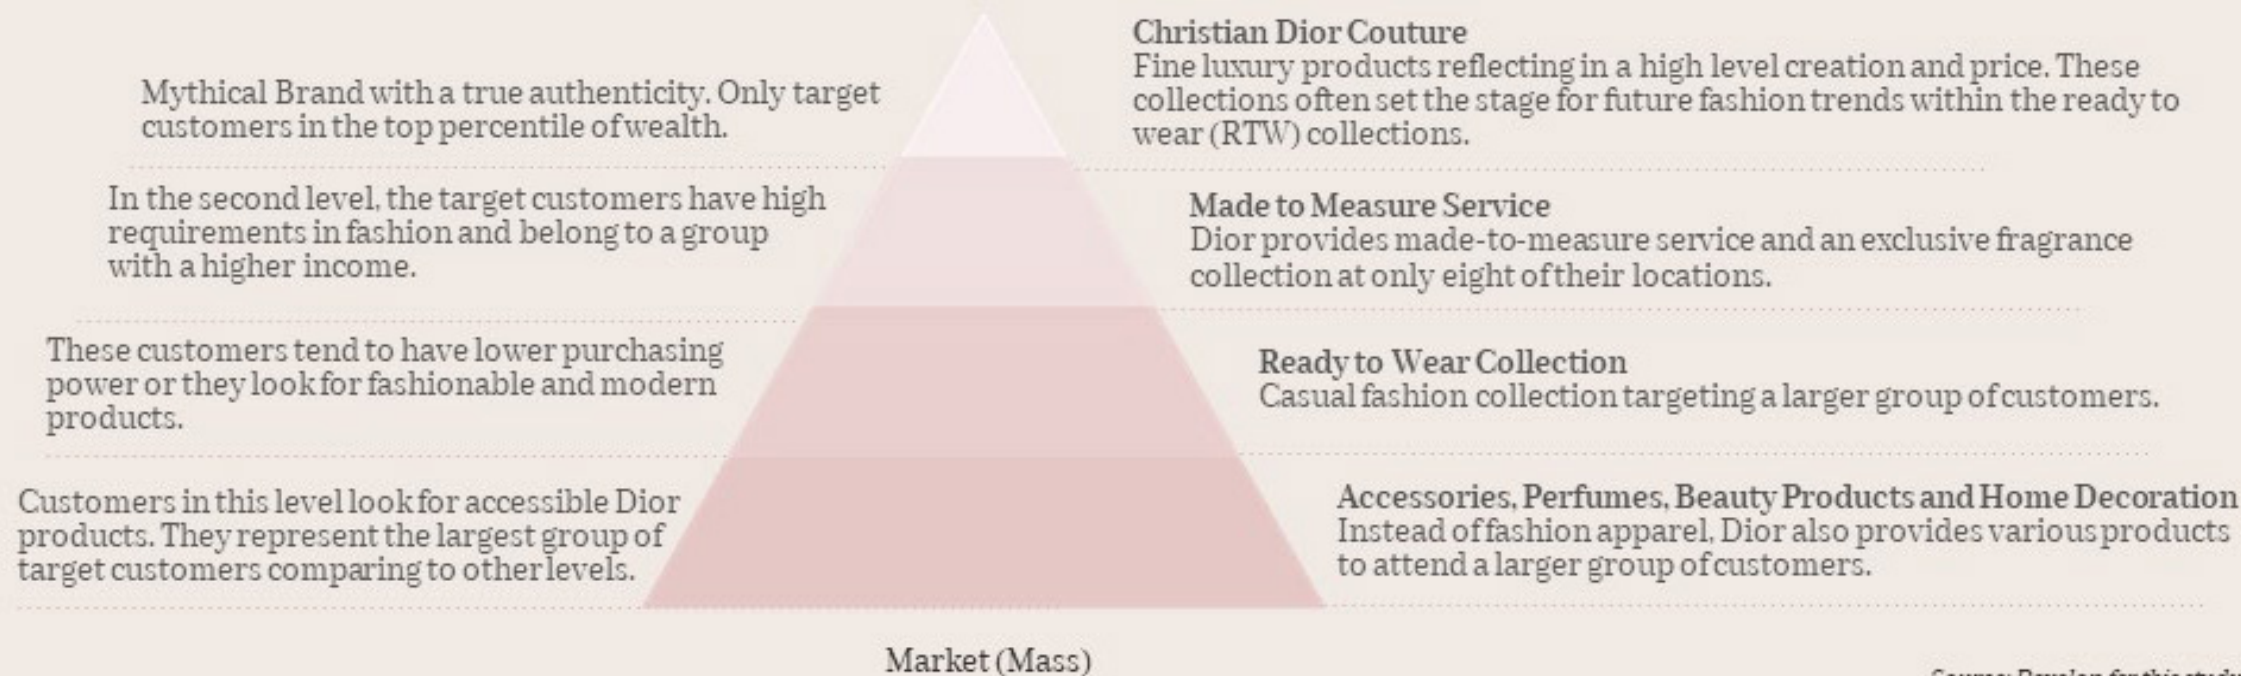 Mythical Brand with a true authenticity. Only target
customers in the top percentile of wealth.
Christian Dior Couture
Fine luxury products reflecting in a high level creation and price. These
collections often set the stage for future fashion trends within the ready to
wear (RTW) collections.
In the second level, the target customers have high
requirements in fashion and belong to a group
with a higher income.
Made to Measure Service
Dior provides made-to-measure service and an exclusive fragrance
collection at only eight of their locations.
These customers tend to have lower purchasing
power or they look for fashionable and modern
products.
Ready to Wear Collection
Casual fashion collection targeting a larger group of customers.
Customers in this level look for accessible Dior
products. They represent the largest group of
target customers comparing to other levels.
Accessories, Perfumes, Beauty Products and Home Decoration
Instead of fashion apparel, Dior also provides various products
to attend a larger group of customers.
Market (Mass)